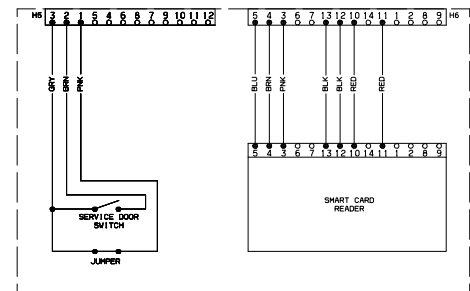 H6 3 2 1 5 4 6 7 8 9 10 11 12
GRY BRN PNK
SERVICE DOOR
SWITCH
JUMPER
5 4 3 6 7 13 12 10 14 11 1 2 8 9 H6
BLU BRN PNK BLK BLK RED RED
5 4 3 6 7 13 12 10 14 11 1 2 8 9
SMART CARD
READER